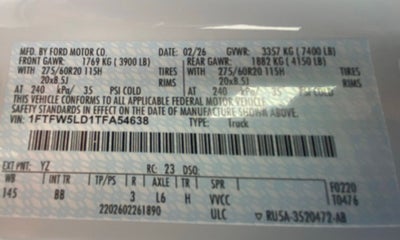 MFD. BY FORD MOTOR CO. DATE: 02/26 GVWR: 3357 KG (7400 LB)
FRONT GAWR: 1769 KG (3900 LB) REAR GAWR: 1882 KG (4150 LB)
275/60R20 115H TIRES WITH 275/60R20 115H TIRES
20x8.5J RIMS 20x8.5J RIMS
AT 240 kPa/ 35 PSI COLD AT 240 kPa/ 35 PSI COLD
THIS VEHICLE CONFORMS TO ALL APPLICABLE FEDERAL MOTOR VEHICLE
SAFETY STANDARDS IN EFFECT ON THE DATE OF MANUFACTURE SHOWN ABOVE.
VIN: 1FTFW5LD1TFA54638 TYPE: Truck
EXT PNT: YZ RC: 23 DSO:
WB INT TR TP/PS R AXLE TR SPR F0220
145 BB 3 L6 H VVCC T0476
2202602261890 ULC RU5A-3520472-AB